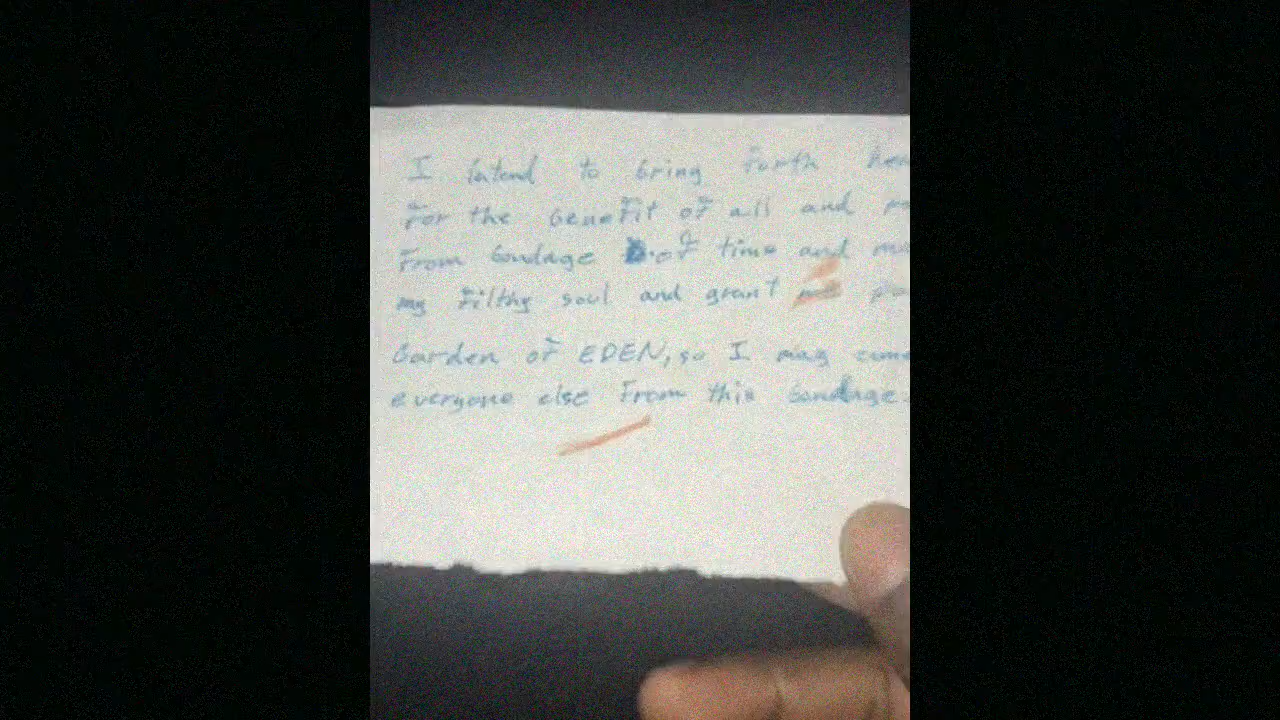 I intend to bring forth
for the benefit of all and
from bondage of time and
my filthy soul and grant
Garden of EDEN, so I may
everyone else from this bondage.